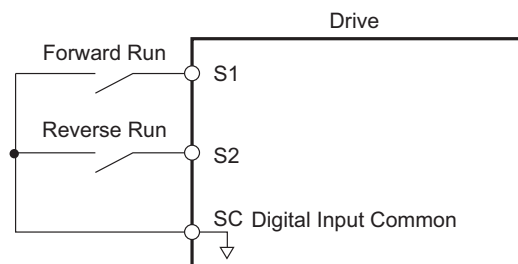 Drive
Forward Run
S1
Reverse Run
S2
SC Digital Input Common